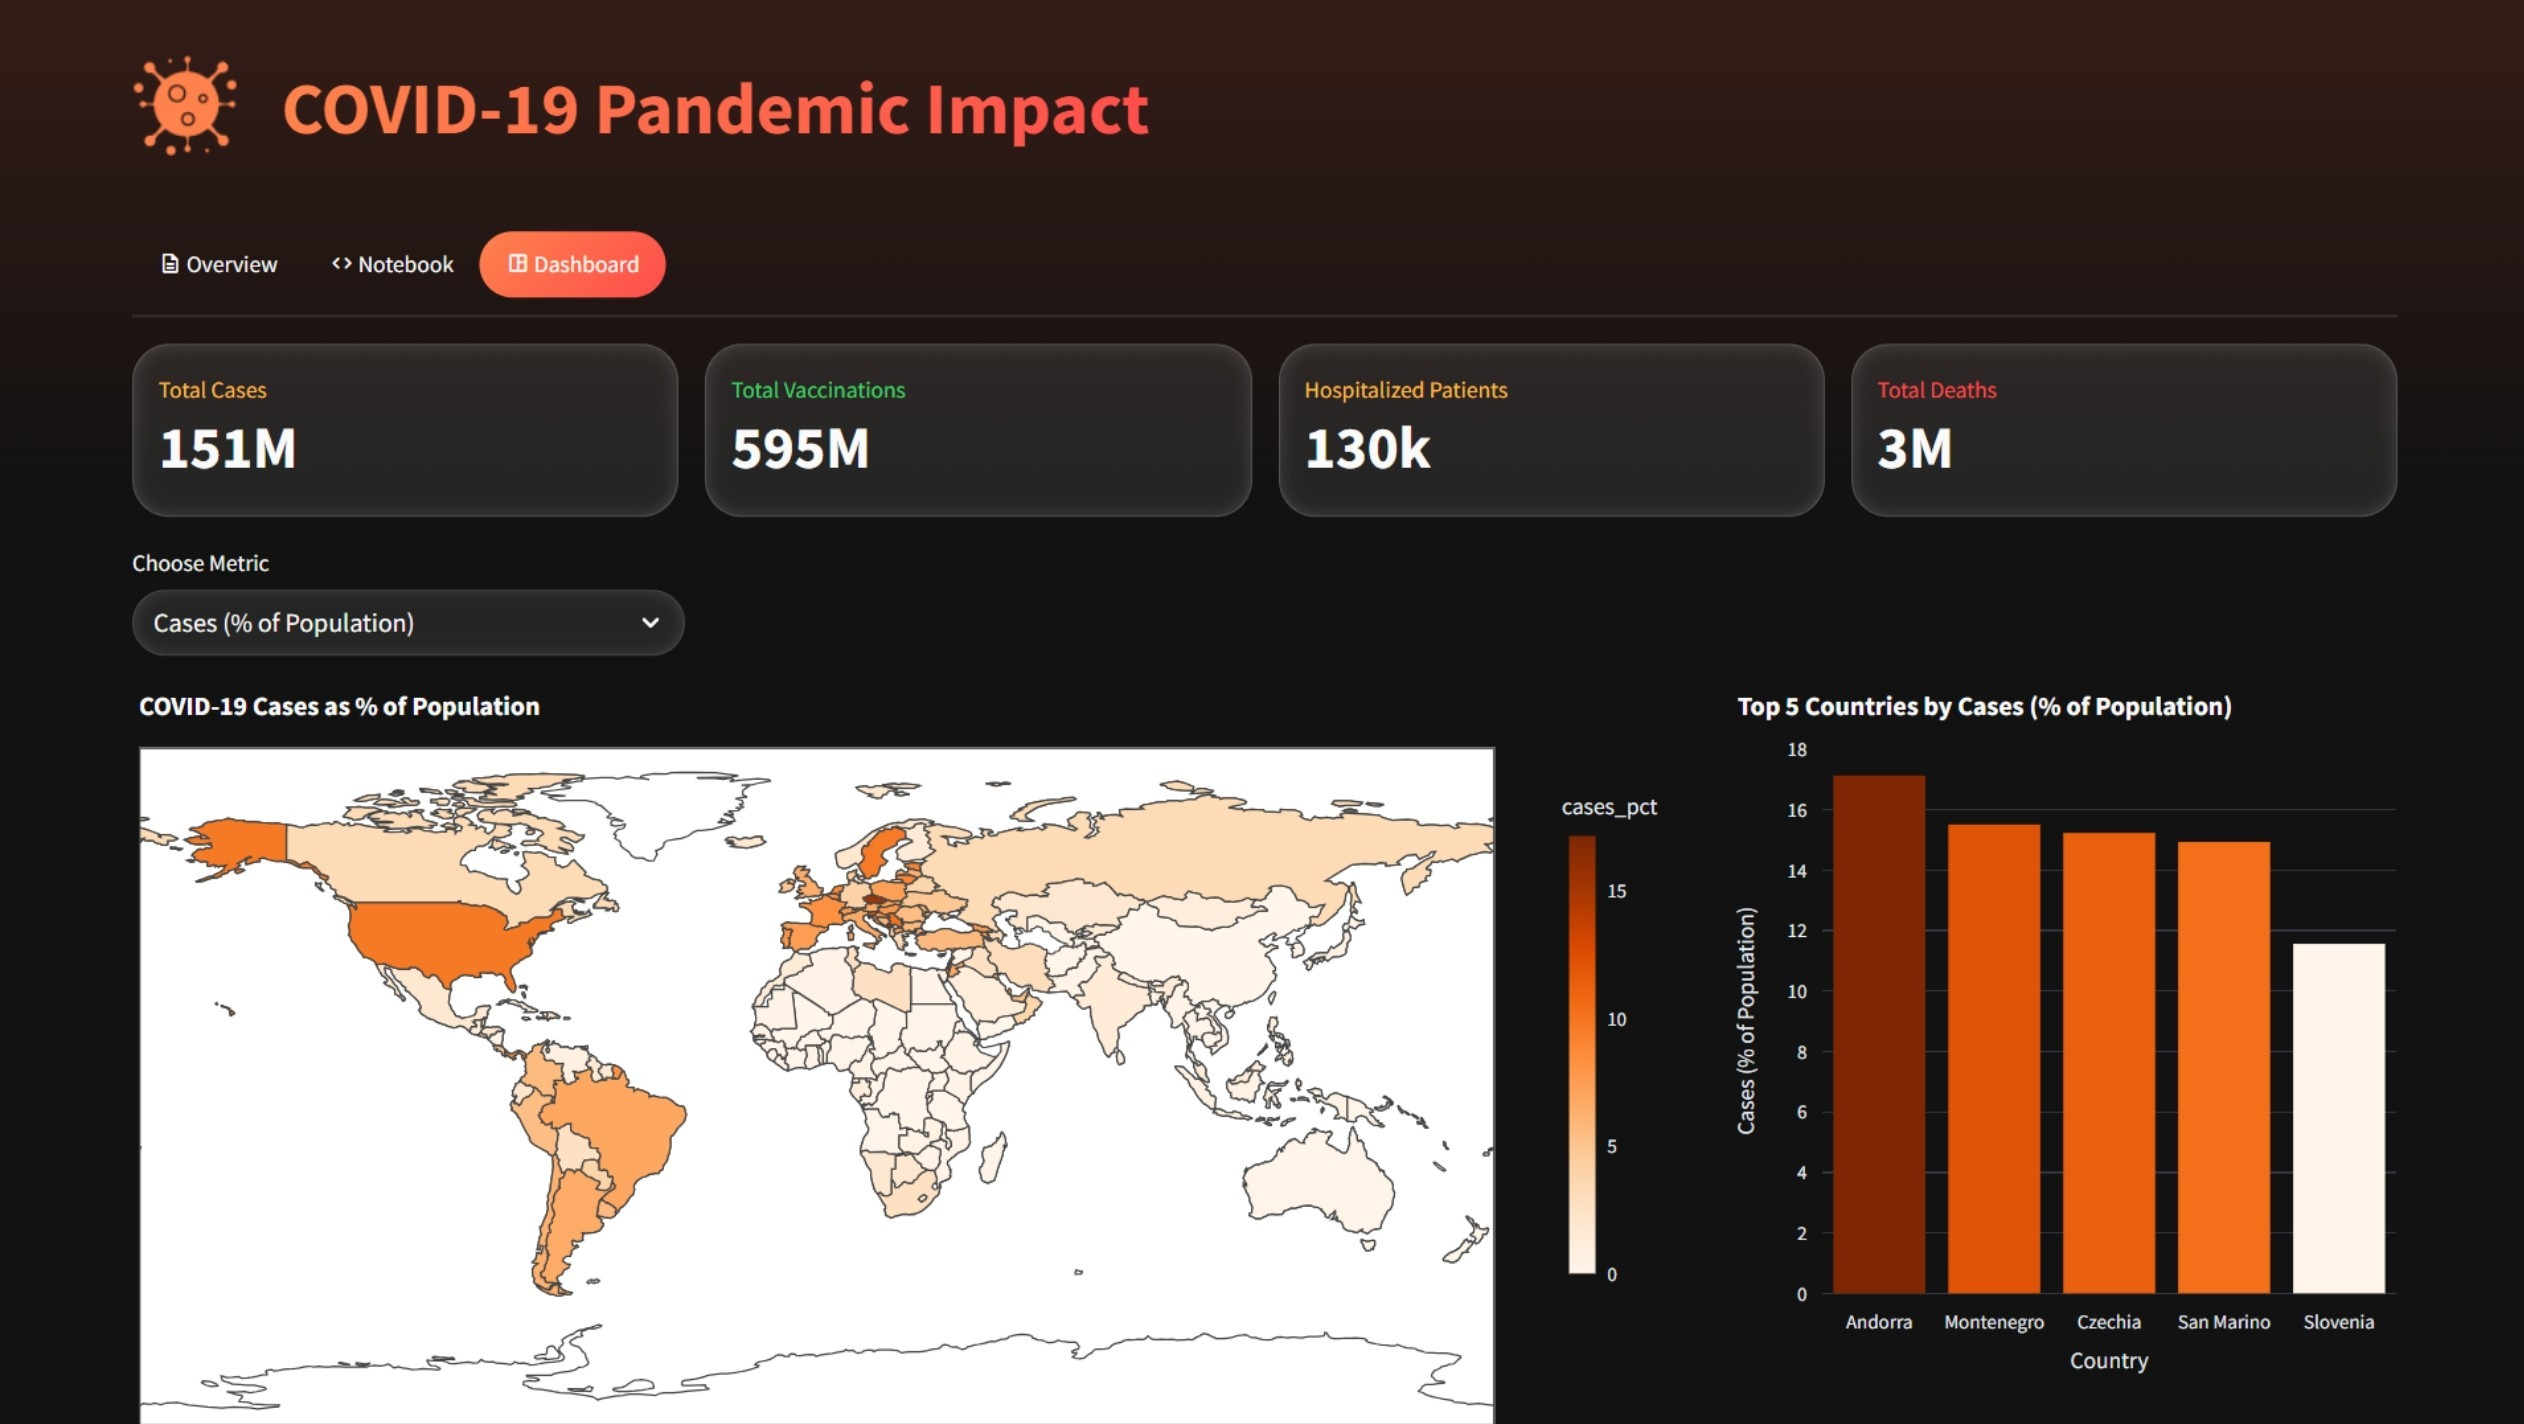 COVID-19 Pandemic Impact
Overview
Notebook
Dashboard
Total Cases
151M
Total Vaccinations
595M
Hospitalized Patients
130k
Total Deaths
3M
Choose Metric
Cases (% of Population)
COVID-19 Cases as % of Population
cases_pct
15
10
5
0
Top 5 Countries by Cases (% of Population)
Cases (% of Population)
18
16
14
12
10
8
6
4
2
0
Andorra
Montenegro
Czechia
San Marino
Slovenia
Country